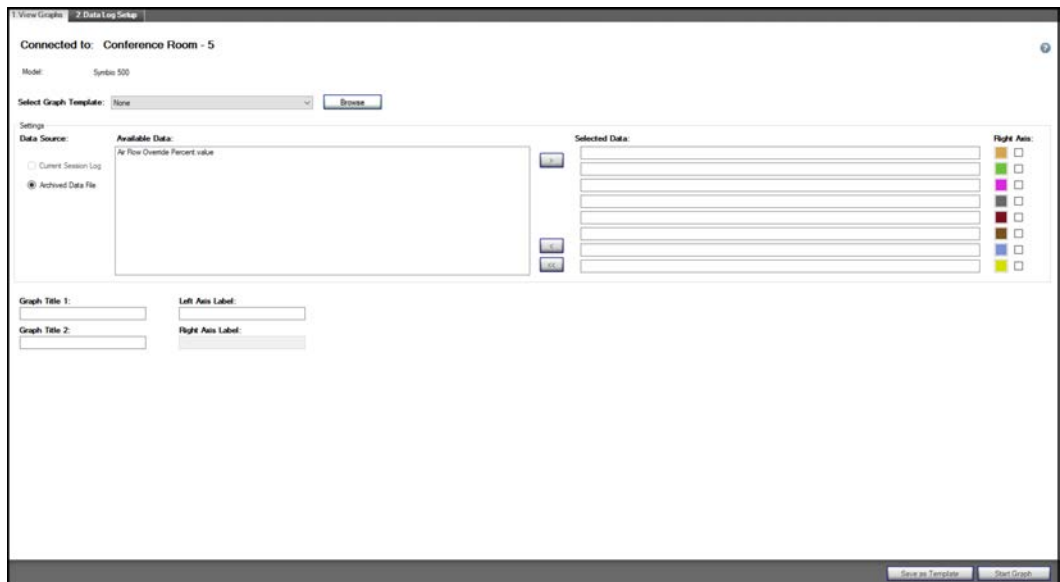 1.View Graphs 2.Data Log Setup
Connected to: Conference Room - 5
Model: Symbio 500
Select Graph Template: None Browse
Settings
Data Source: Available Data: Selected Data: Right Axis:
Air Flow Override Percent.value
>
Current Session Log
Archived Data File
<
<<
Graph Title 1: Left Axis Label:
Graph Title 2: Right Axis Label:
Save as Template Start Graph